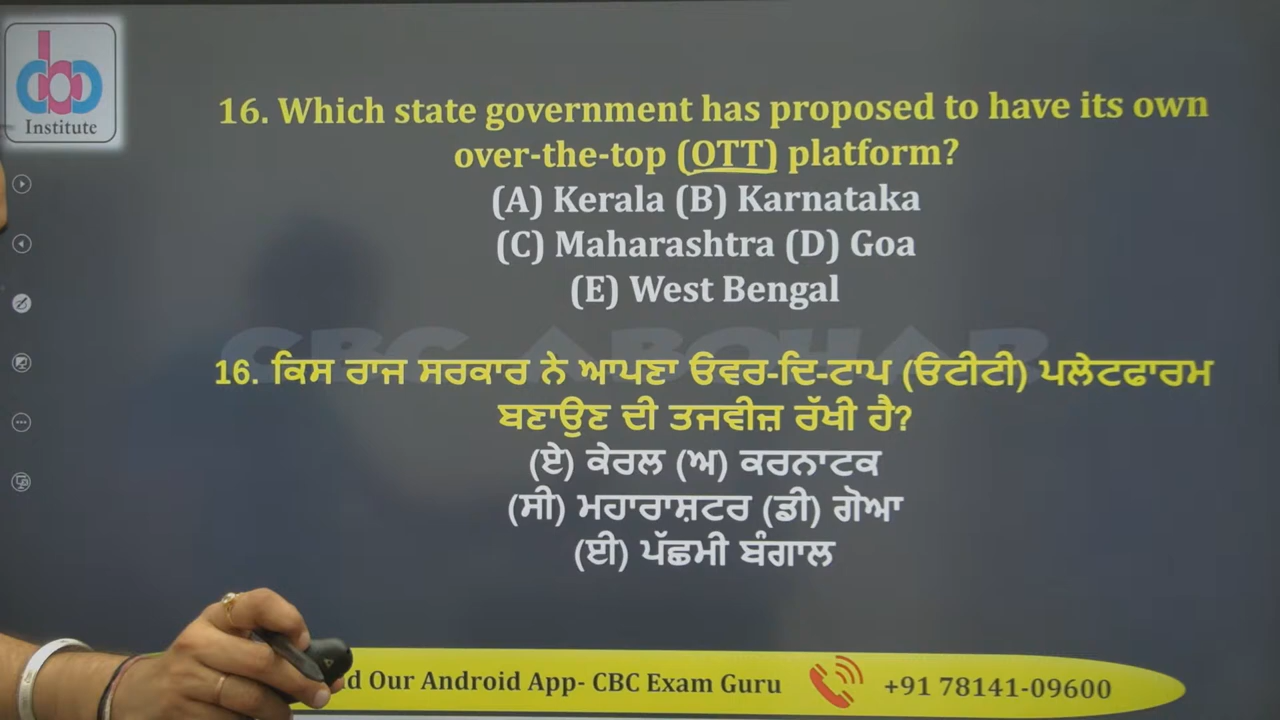 Institute
16. Which state government has proposed to have its own
over-the-top (OTT) platform?
(A) Kerala (B) Karnataka
(C) Maharashtra (D) Goa
(E) West Bengal
CBC ABOHAR
16. ਕਿਸ ਰਾਜ ਸਰਕਾਰ ਨੇ ਆਪਣਾ ਓਵਰ-ਦਿ-ਟਾਪ (ਓਟੀਟੀ) ਪਲੇਟਫਾਰਮ
ਬਣਾਉਣ ਦੀ ਤਜਵੀਜ਼ ਰੱਖੀ ਹੈ?
(ਏ) ਕੇਰਲ (ਅ) ਕਰਨਾਟਕ
(ਸੀ) ਮਹਾਰਾਸ਼ਟਰ (ਡੀ) ਗੋਆ
(ਈ) ਪੱਛਮੀ ਬੰਗਾਲ
Our Android App- CBC Exam Guru
+91 78141-09600